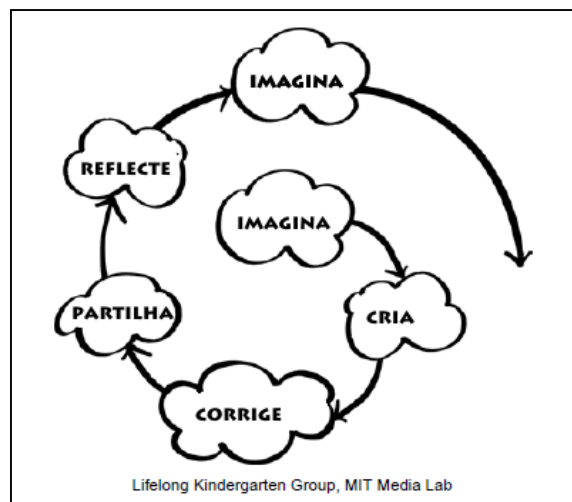 IMAGINA
REFLECTE
IMAGINA
PARTILHA
CRIA
CORRIGE
Lifelong Kindergarten Group, MIT Media Lab